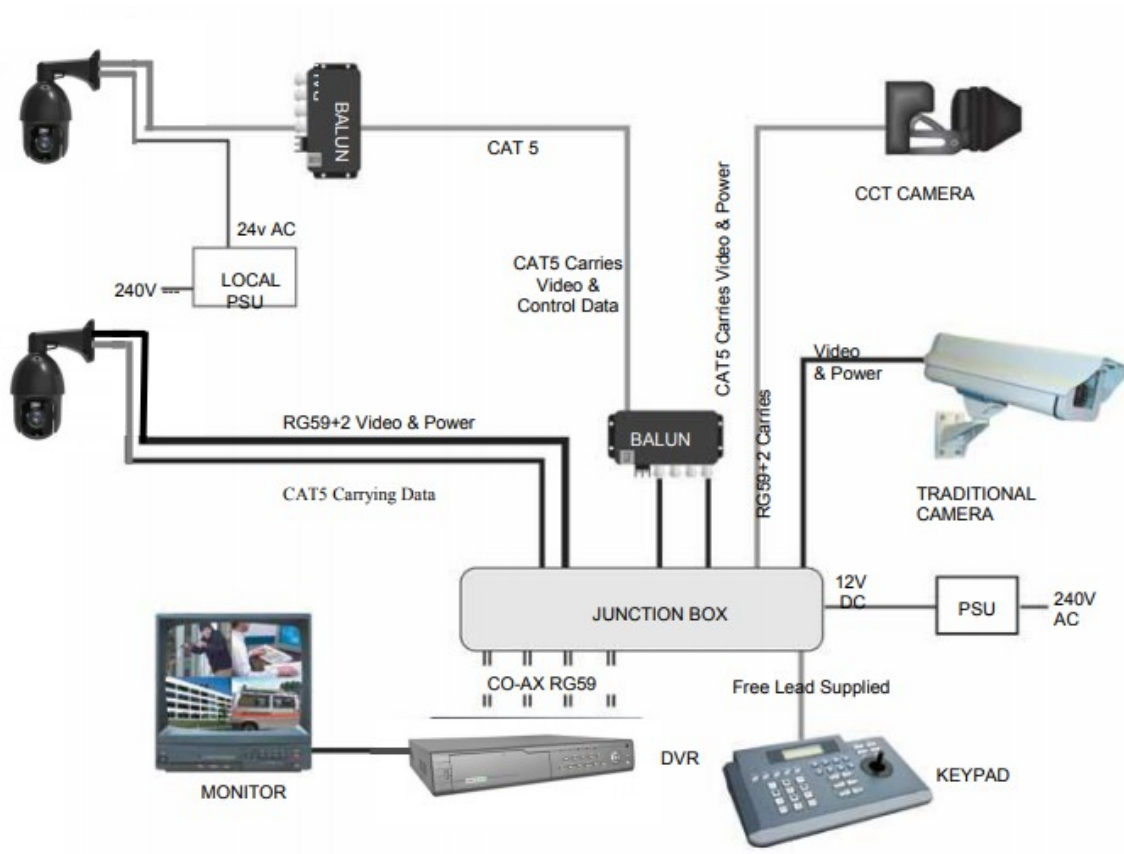 BALUN
CAT 5
CCT CAMERA
24v AC
LOCAL
PSU
240V ---
CAT5 Carries
Video &
Control Data
CAT5 Carries Video & Power
RG59+2 Carries
Video
& Power
RG59+2 Video & Power
BALUN
CAT5 Carrying Data
TRADITIONAL
CAMERA
12V
DC
JUNCTION BOX
PSU
240V
AC
CO-AX RG59
Free Lead Supplied
DVR
KEYPAD
MONITOR